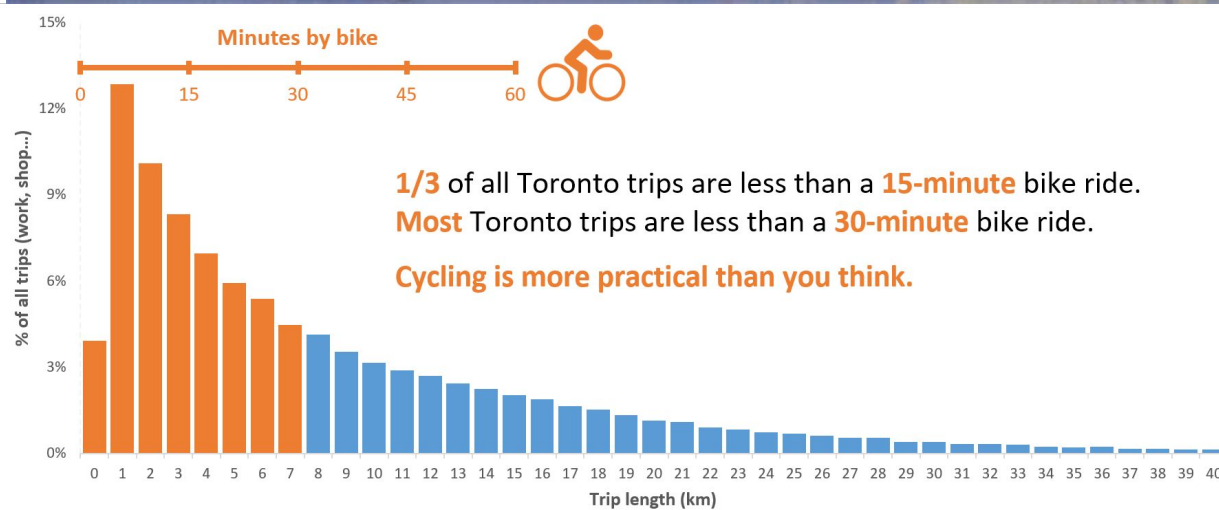 15%
Minutes by bike
0 15 30 45 60
12%
9%
6%
3%
0%
% of all trips (work, shop...)
1/3 of all Toronto trips are less than a 15-minute bike ride.
Most Toronto trips are less than a 30-minute bike ride.
Cycling is more practical than you think.
0 1 2 3 4 5 6 7 8 9 10 11 12 13 14 15 16 17 18 19 20 21 22 23 24 25 26 27 28 29 30 31 32 33 34 35 36 37 38 39 40
Trip length (km)